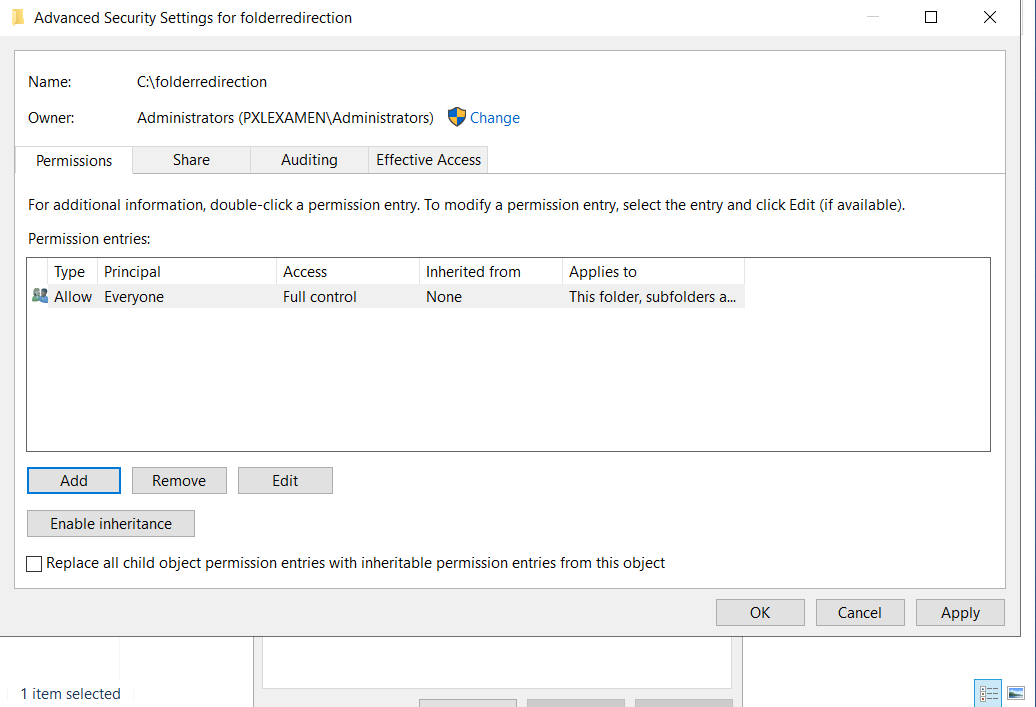 Advanced Security Settings for folderredirection
Name: C:\folderredirection
Owner: Administrators (PXLEXAMEN\Administrators) Change
Permissions Share Auditing Effective Access
For additional information, double-click a permission entry. To modify a permission entry, select the entry and click Edit (if available).
Permission entries:
Type Principal Access Inherited from Applies to
Allow Everyone Full control None This folder, subfolders a...
Add Remove Edit
Enable inheritance
Replace all child object permission entries with inheritable permission entries from this object
OK Cancel Apply
1 item selected